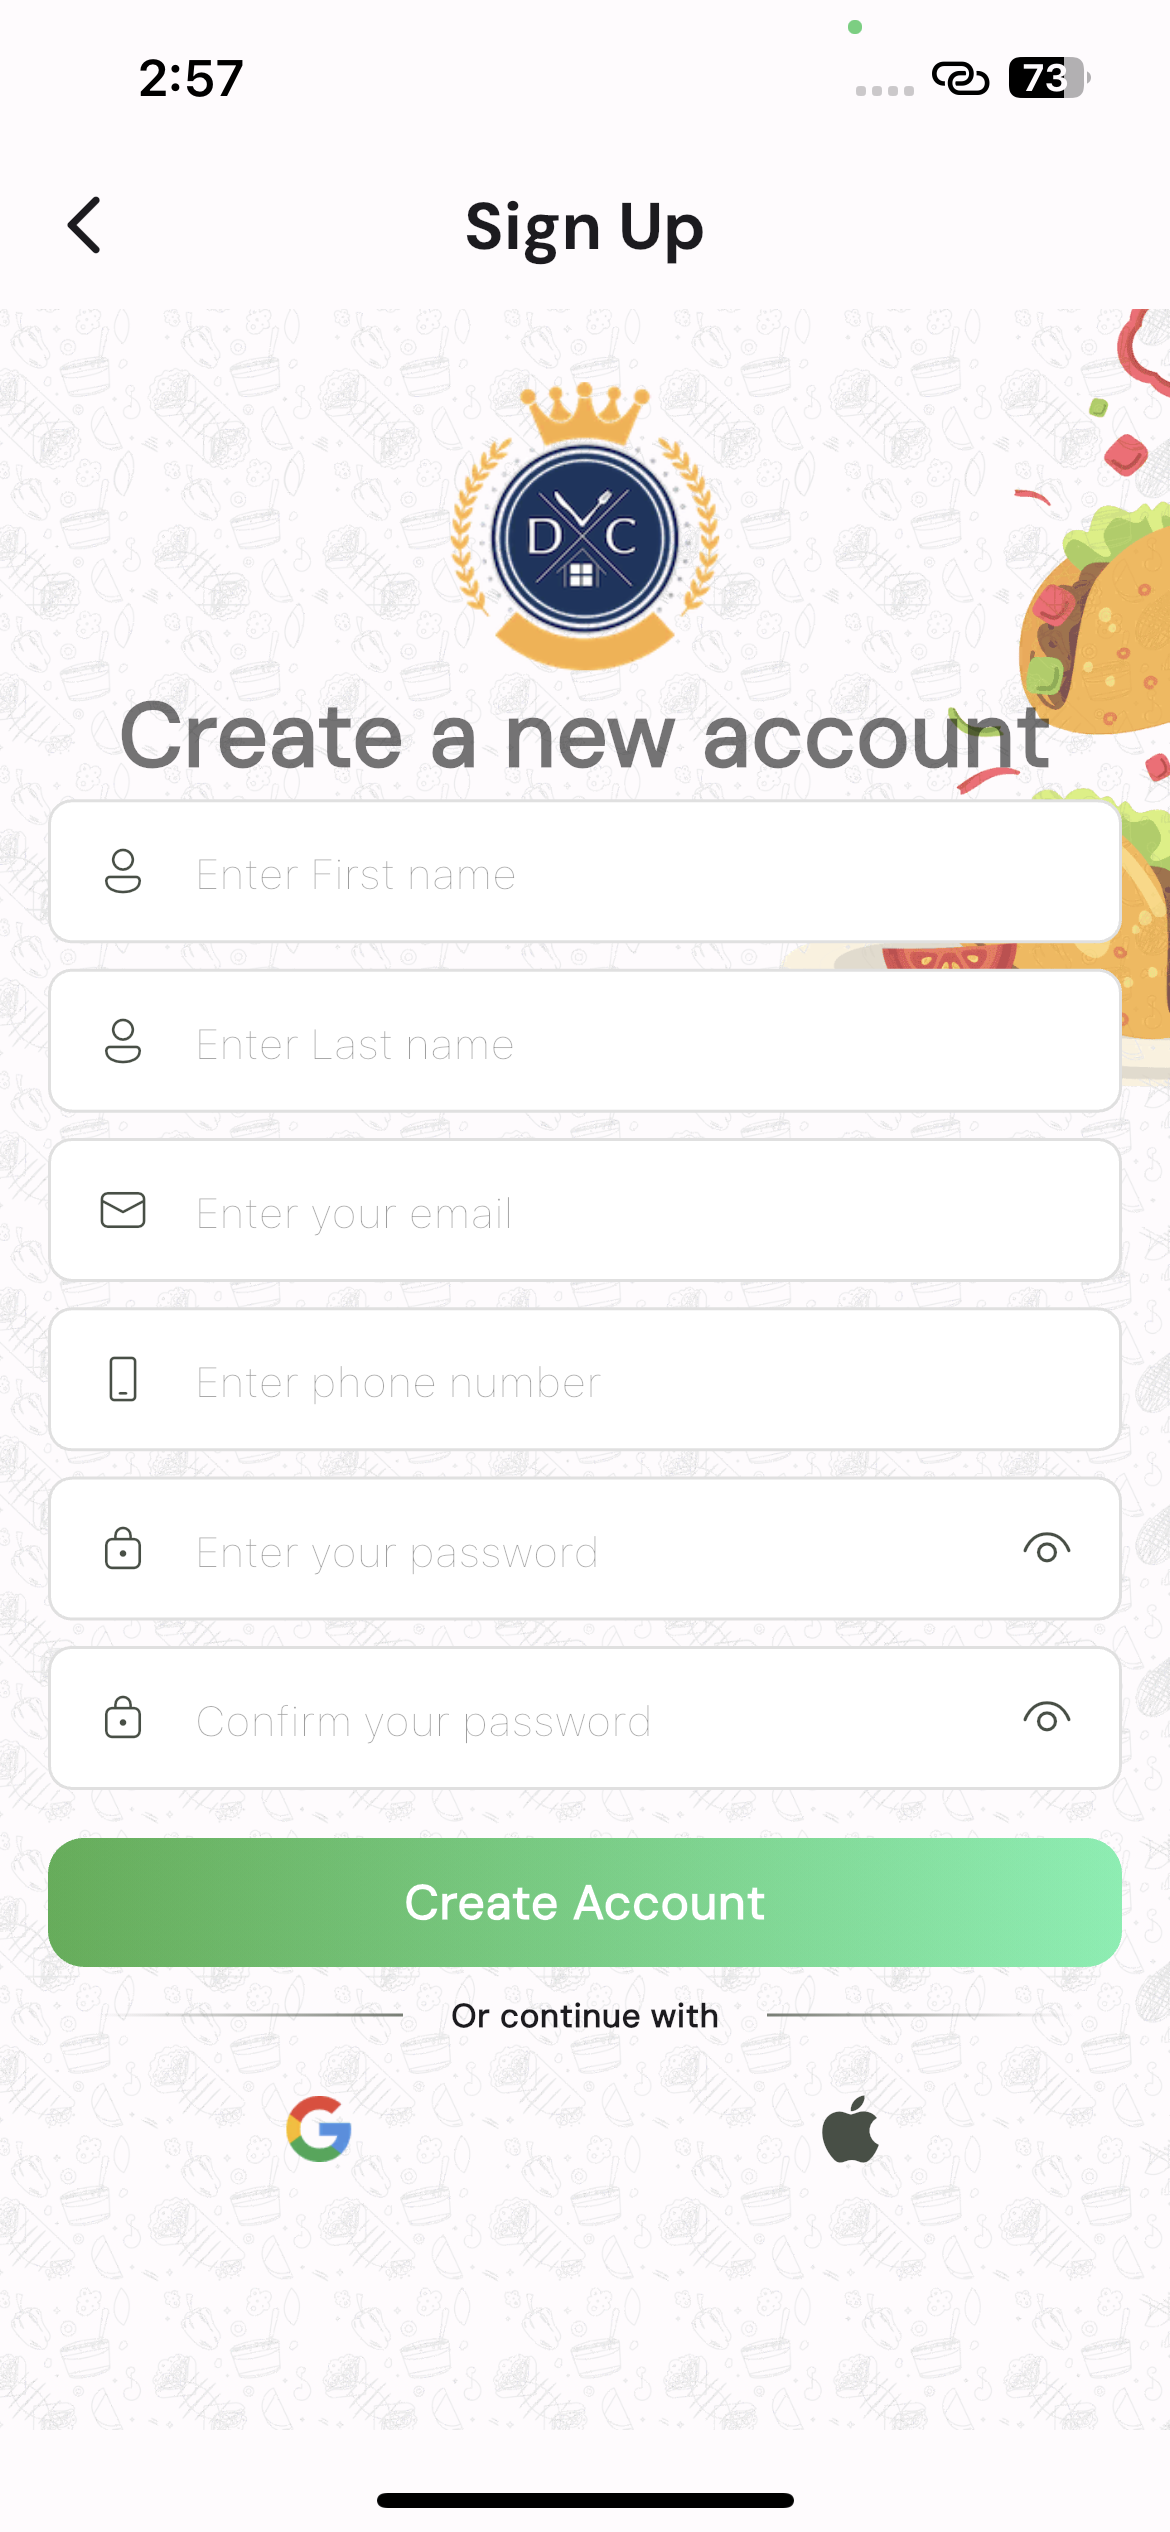 2:57
73
Sign Up
D C
Create a new account
Enter First name
Enter Last name
Enter your email
Enter phone number
Enter your password
Confirm your password
Create Account
Or continue with